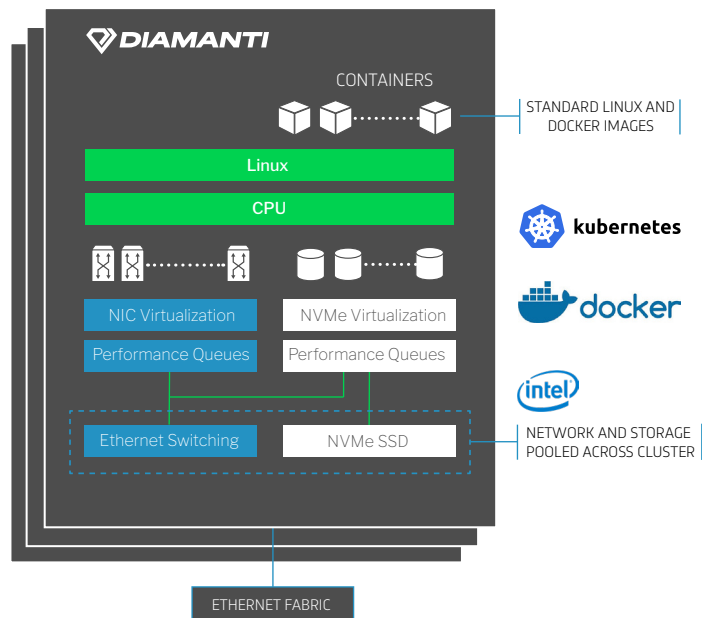 DIAMANTI
CONTAINERS
STANDARD LINUX AND
DOCKER IMAGES
Linux
CPU
kubernetes
docker
NIC Virtualization
NVMe Virtualization
Performance Queues
Performance Queues
intel
Ethernet Switching
NVMe SSD
NETWORK AND STORAGE
POOLED ACROSS CLUSTER
ETHERNET FABRIC